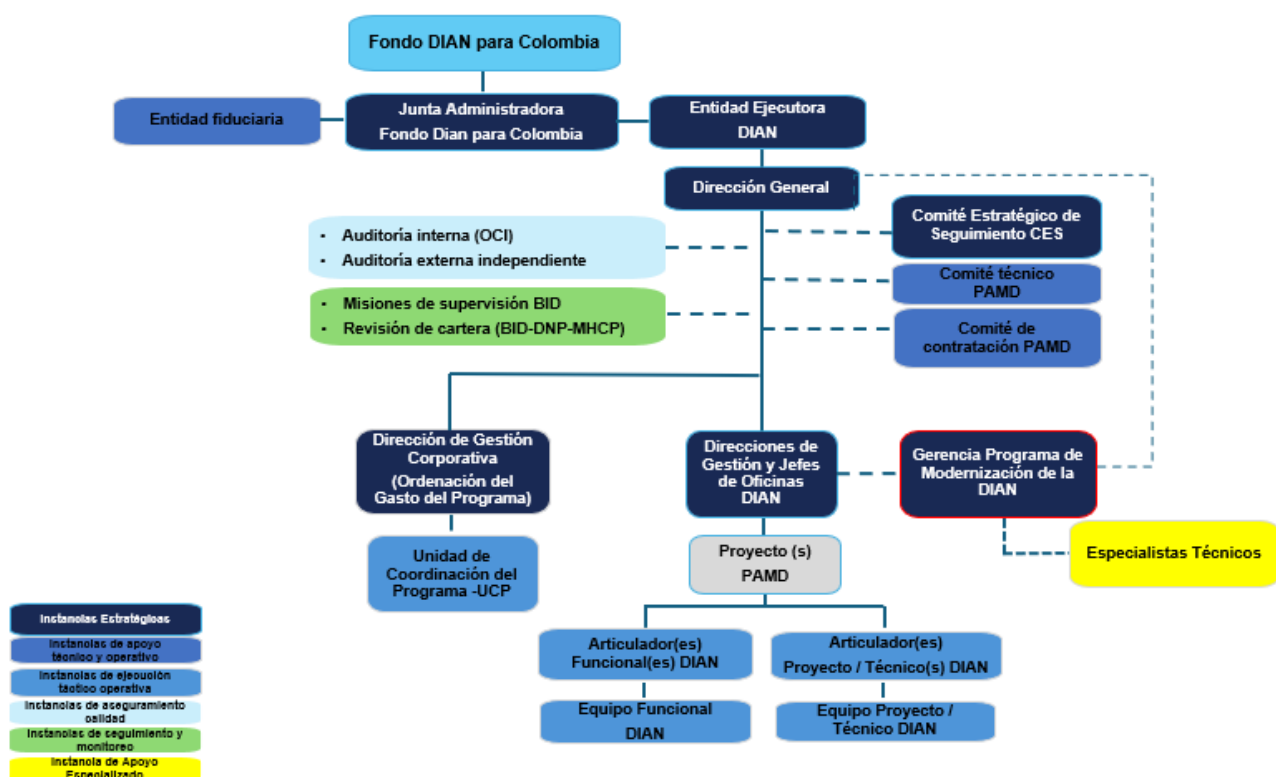 Fondo DIAN para Colombia
Entidad fiduciaria
Junta Administradora
Fondo Dian para Colombia
Entidad Ejecutora
DIAN
Dirección General
▪ Auditoría interna (OCI)
▪ Auditoría externa independiente
▪ Misiones de supervisión BID
▪ Revisión de cartera (BID-DNP-MHCP)
Comité Estratégico de
Seguimiento CES
Comité técnico
PAMD
Comité de
contratación PAMD
Dirección de Gestión
Corporativa
(Ordenación del
Gasto del Programa)
Direcciones de
Gestión y Jefes
de Oficinas
DIAN
Gerencia Programa de
Modernización de la
DIAN
Unidad de
Coordinación del
Programa -UCP
Proyecto (s)
PAMD
Especialistas Técnicos
Articulador(es)
Funcional(es) DIAN
Articulador(es)
Proyecto / Técnico(s) DIAN
Equipo Funcional
DIAN
Equipo Proyecto /
Técnico DIAN
Instancias Estratégicas
Instancias de apoyo
técnico y operativo
Instancias de ejecución
táctico operativa
Instancias de aseguramiento
calidad
Instancias de seguimiento y
monitoreo
Instancia de Apoyo
Especializado